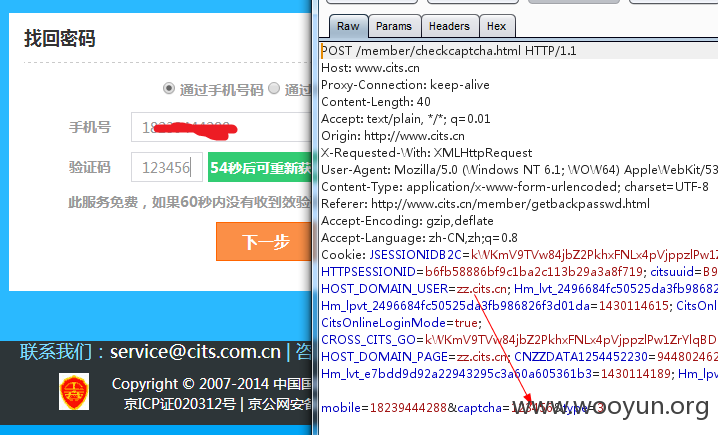 找回密码
通过手机号码 通过
手机号
验证码 123456 54秒后可重新获
此服务免费，如果60秒内没有收到效验
下一步
联系我们：service@cits.com.cn | 咨
Copyright © 2007-2014 中国国
京ICP证020312号 | 京公网安备
Raw Params Headers Hex
POST /member/checkcaptcha.html HTTP/1.1
Host: www.cits.cn
Proxy-Connection: keep-alive
Content-Length: 40
Accept: text/plain, */*; q=0.01
Origin: http://www.cits.cn
X-Requested-With: XMLHttpRequest
User-Agent: Mozilla/5.0 (Windows NT 6.1; WOW64) AppleWebKit/53
Content-Type: application/x-www-form-urlencoded; charset=UTF-8
Referer: http://www.cits.cn/member/getbackpasswd.html
Accept-Encoding: gzip,deflate
Accept-Language: zh-CN,zh;q=0.8
Cookie: JSESSIONIDB2C=kWKmV9TVw84jbZ2PkhxFNLx4pVjppzlPw1Z
HTTPSESSIONID=b6fb58886bf9c1ba2c113b29a3a8f719; citsuuid=B9
HOST_DOMAIN_USER=zz.cits.cn; Hm_lvt_2496684fc50525da3fb98682
Hm_lpvt_2496684fc50525da3fb986826f3d01da=1430114615; CitsOnl
CitsOnlineLoginMode=true;
CROSS_CITS_GO=kWKmV9TVw84jbZ2PkhxFNLx4pVjppzlPw1ZrYlqBD
HOST_DOMAIN_PAGE=zz.cits.cn; CNZZDATA1254452230=944802462
Hm_lvt_e7bdd9d92a22943295c3a60a605361b3=1430114189; Hm_lpv
mobile=18239444288&captcha=123456&type=3
www.wooyun.org